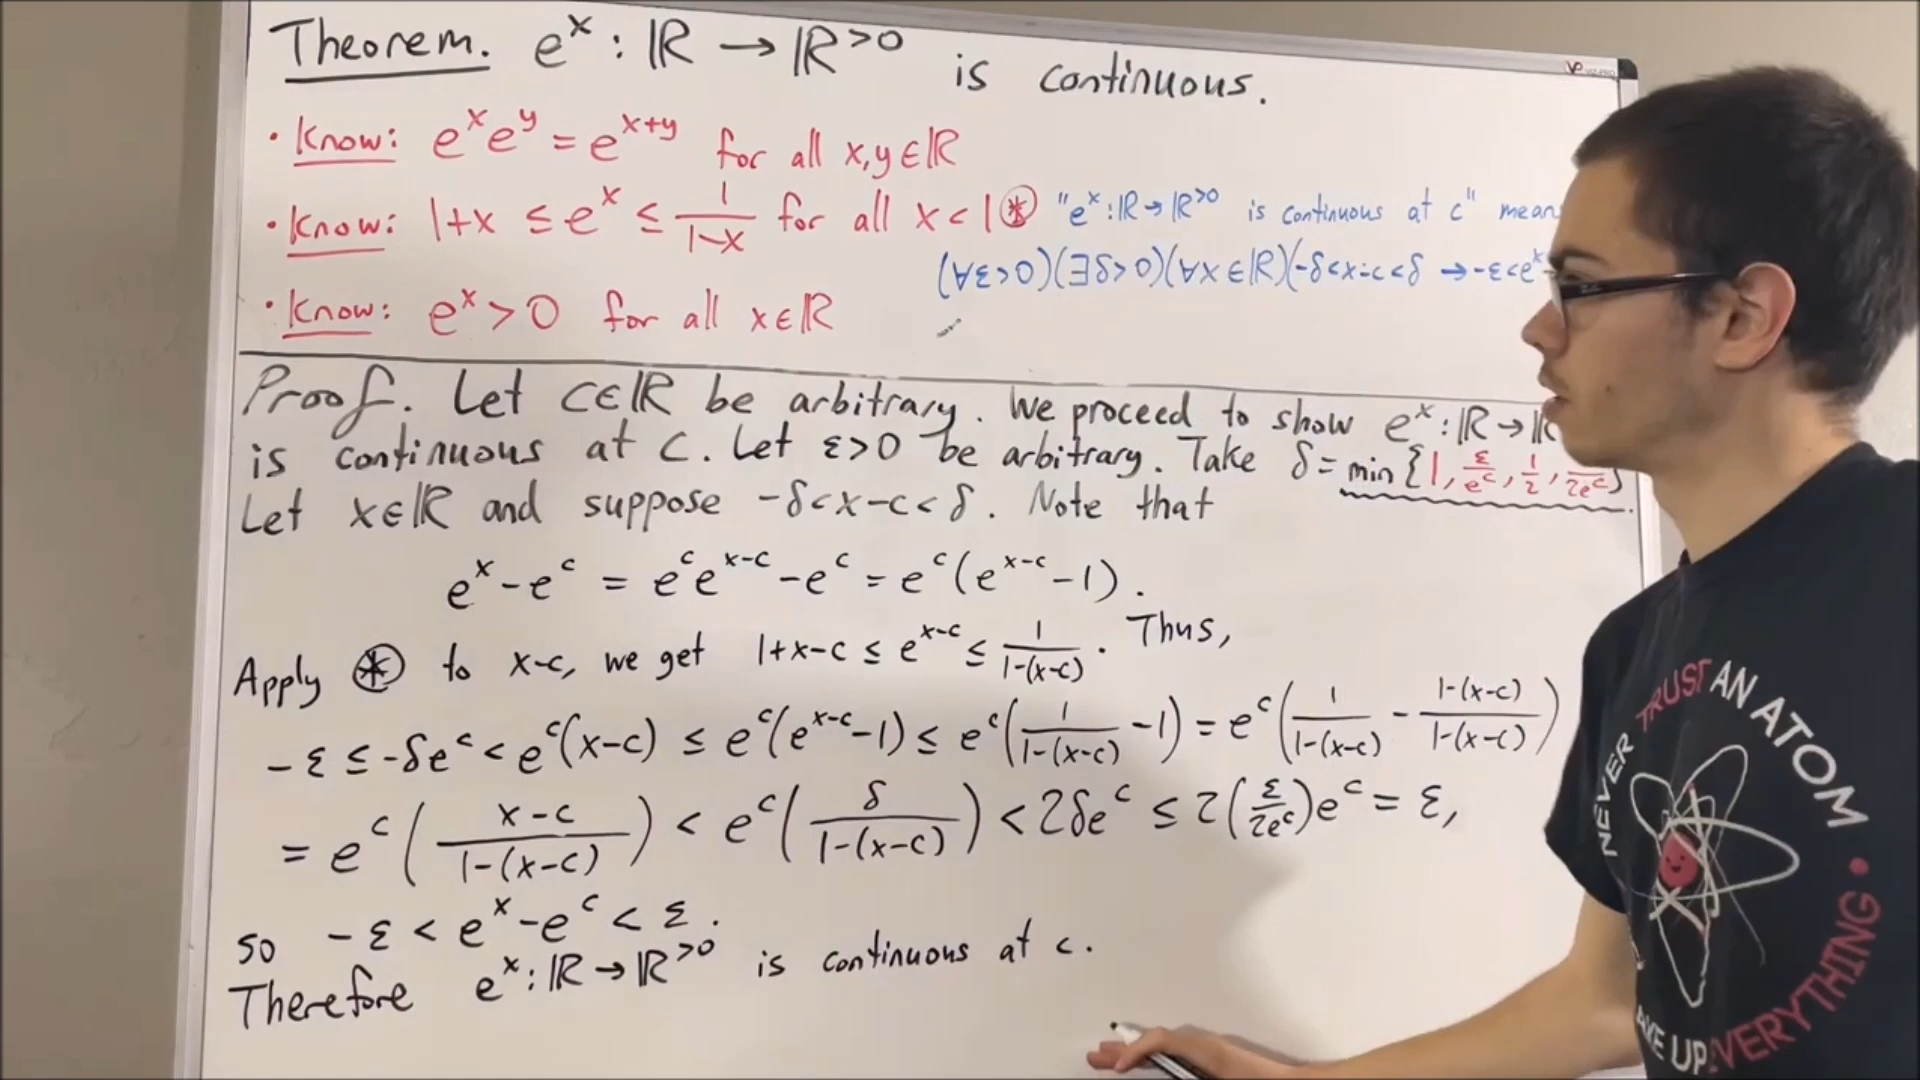 Theorem. e^x : ℝ → ℝ^{>0} is continuous.
• Know: e^x e^y = e^{x+y} for all x,y ∈ ℝ
• Know: 1+x ≤ e^x ≤ 1/(1-x) for all x < 1 ⊛
• Know: e^x > 0 for all x ∈ ℝ
"e^x : ℝ → ℝ^{>0} is continuous at c" mean
(∀ε>0)(∃δ>0)(∀x∈ℝ)(-δ<x-c<δ → -ε<e^x
Proof. Let c∈ℝ be arbitrary. We proceed to show e^x : ℝ → ℝ
is continuous at c. Let ε>0 be arbitrary. Take δ = min {1, ε/e^c, 1/2, /2e^c}.
Let x∈ℝ and suppose -δ<x-c<δ. Note that
e^x - e^c = e^c e^{x-c} - e^c = e^c(e^{x-c} - 1).
Apply ⊛ to x-c, we get 1+x-c ≤ e^{x-c} ≤ 1/(1-(x-c)). Thus,
-ε ≤ -δe^c < e^c(x-c) ≤ e^c(e^{x-c}-1) ≤ e^c(1/(1-(x-c)) - 1) = e^c(1/(1-(x-c)) - (1-(x-c))/(1-(x-c)))
= e^c((x-c)/(1-(x-c))) < e^c(δ/(1-(x-c))) < 2δe^c ≤ 2(ε/2e^c)e^c = ε,
so -ε < e^x - e^c < ε.
Therefore e^x : ℝ → ℝ^{>0} is continuous at c.
NEVER TRUST AN ATOM
UP EVERYTHING